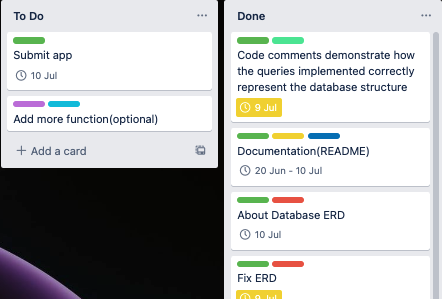 To Do
Submit app
10 Jul
Add more function(optional)
Add a card
Done
Code comments demonstrate how
the queries implemented correctly
represent the database structure
9 Jul
Documentation(README)
20 Jun - 10 Jul
About Database ERD
10 Jul
Fix ERD
9 Jul